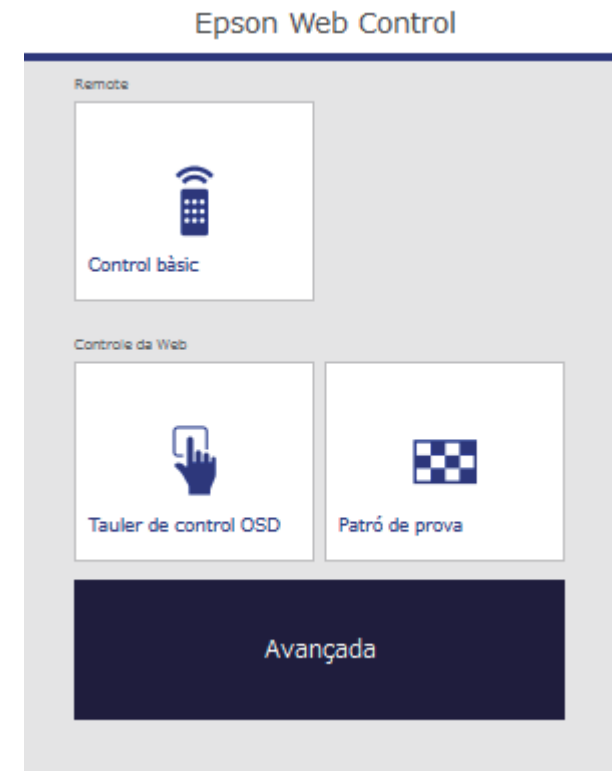 Epson Web Control
Remote
Control bàsic
Controle da Web
Tauler de control OSD
Patró de prova
Avançada